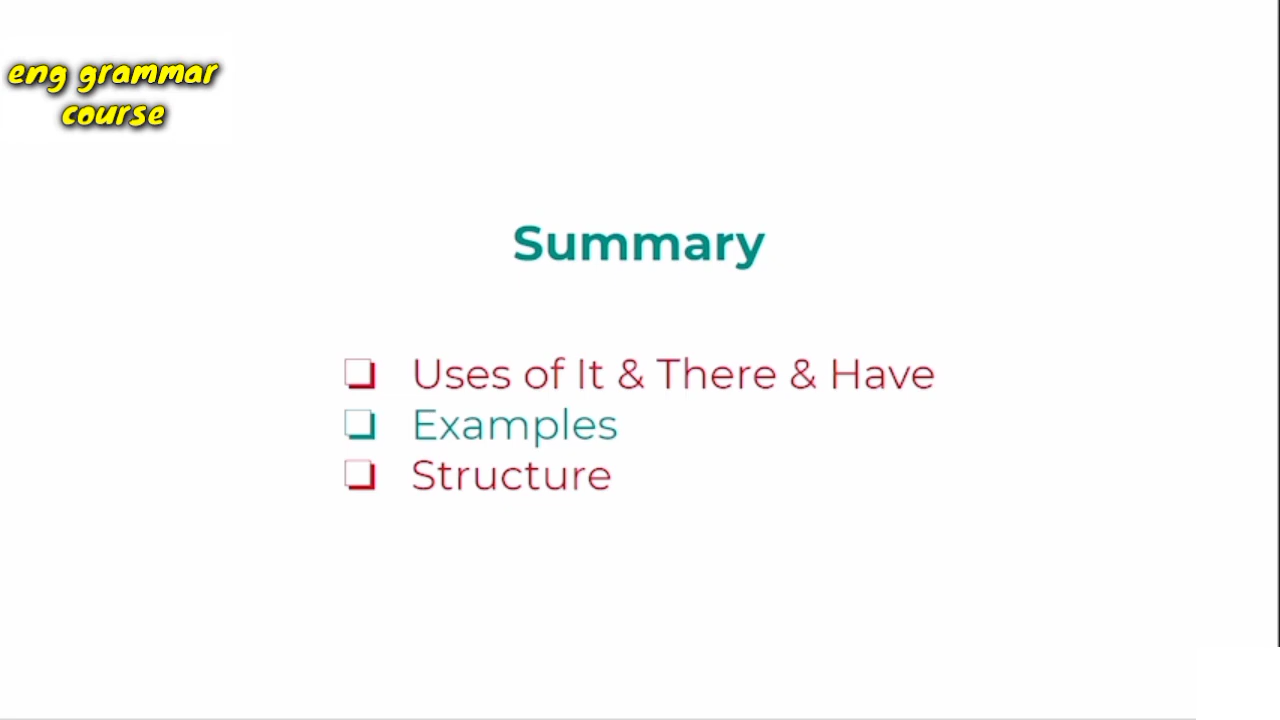 eng grammar
course
Summary
❏ Uses of It & There & Have
❏ Examples
❏ Structure